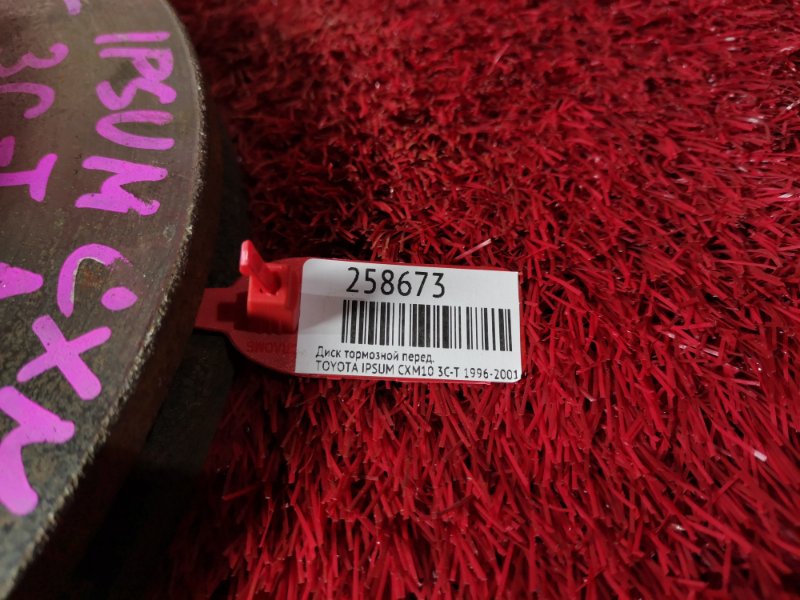 IPSUM CXM
3C-T
258673
Диск тормозной перед.
TOYOTA IPSUM CXM10 3C-T 1996-2001